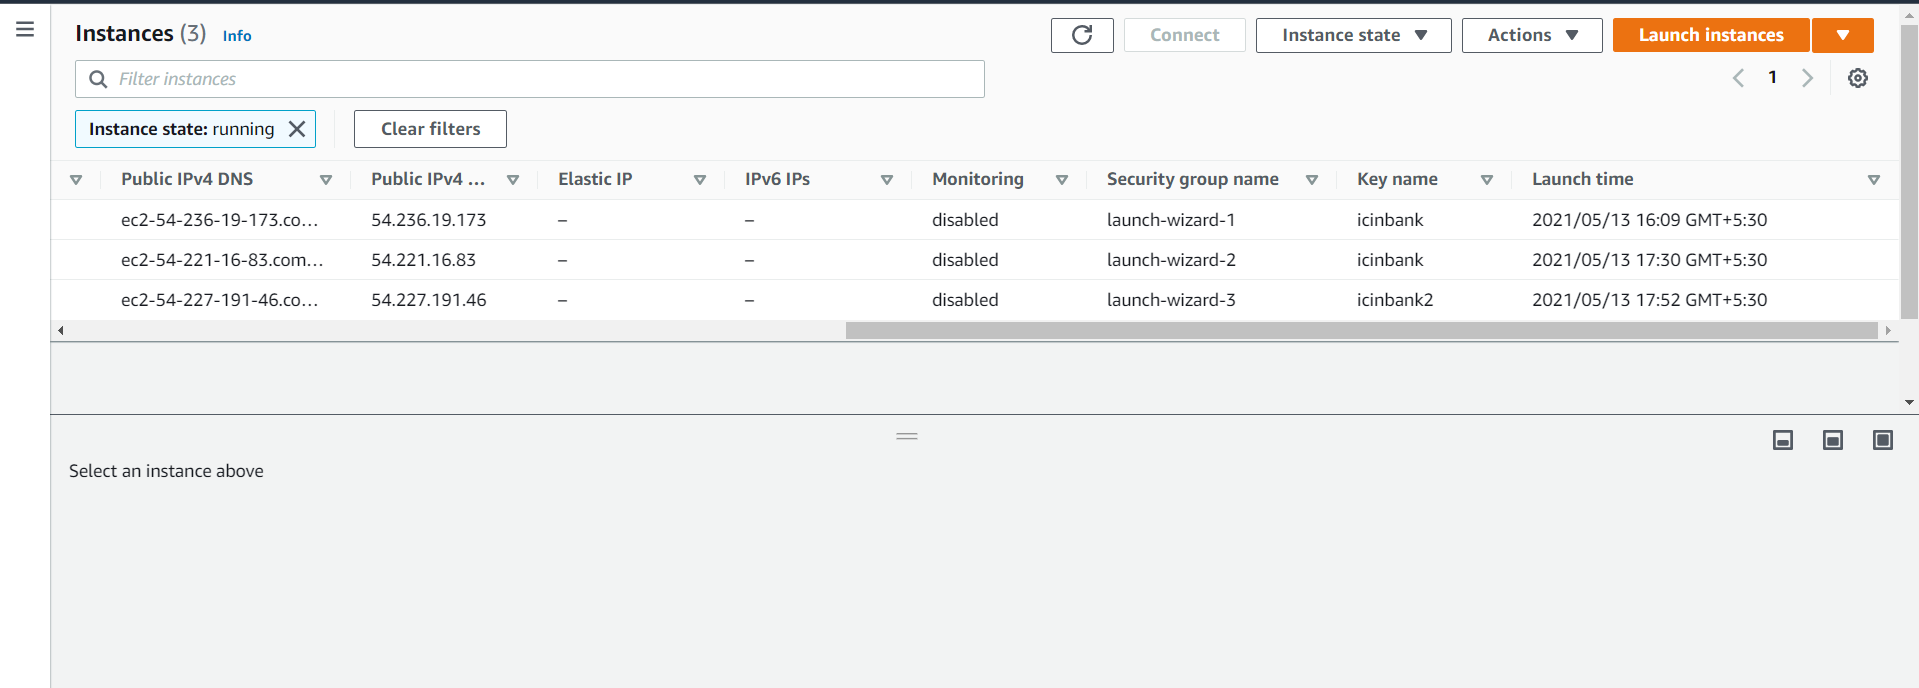 Instances (3) Info
Connect Instance state Actions Launch instances
Filter instances
1
Instance state: running
Clear filters
Public IPv4 DNS Public IPv4 ... Elastic IP IPv6 IPs Monitoring Security group name Key name Launch time
ec2-54-236-19-173.co... 54.236.19.173 – – disabled launch-wizard-1 icinbank 2021/05/13 16:09 GMT+5:30
ec2-54-221-16-83.com... 54.221.16.83 – – disabled launch-wizard-2 icinbank 2021/05/13 17:30 GMT+5:30
ec2-54-227-191-46.co... 54.227.191.46 – – disabled launch-wizard-3 icinbank2 2021/05/13 17:52 GMT+5:30
Select an instance above